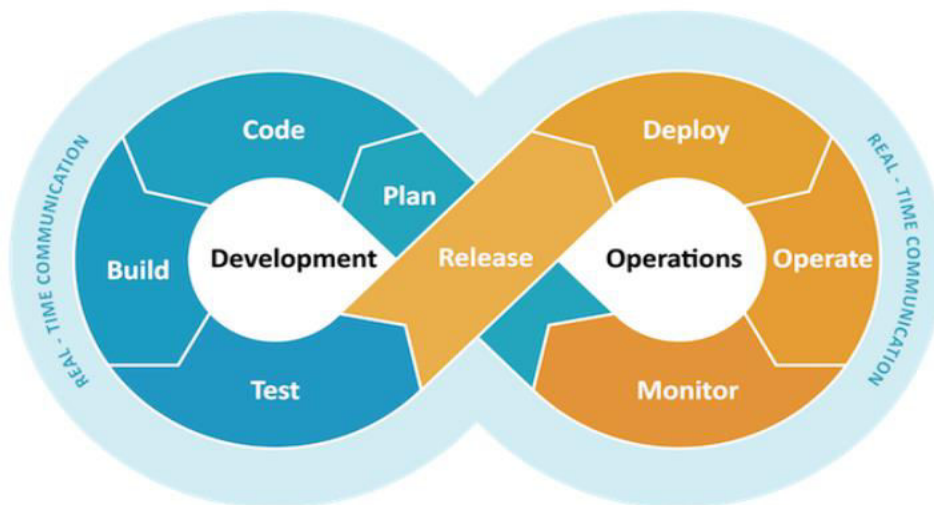 Code
Deploy
Plan
Release
Development
Operations
Build
Operate
Test
Monitor
REAL - TIME COMMUNICATION
REAL - TIME COMMUNICATION